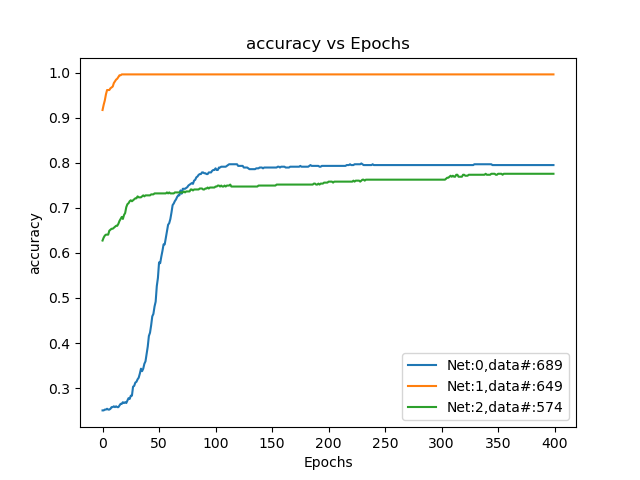 accuracy vs Epochs
1.0
0.9
0.8
0.7
0.6
0.5
0.4
0.3
accuracy
Net:0,data#:689
Net:1,data#:649
Net:2,data#:574
0 50 100 150 200 250 300 350 400
Epochs